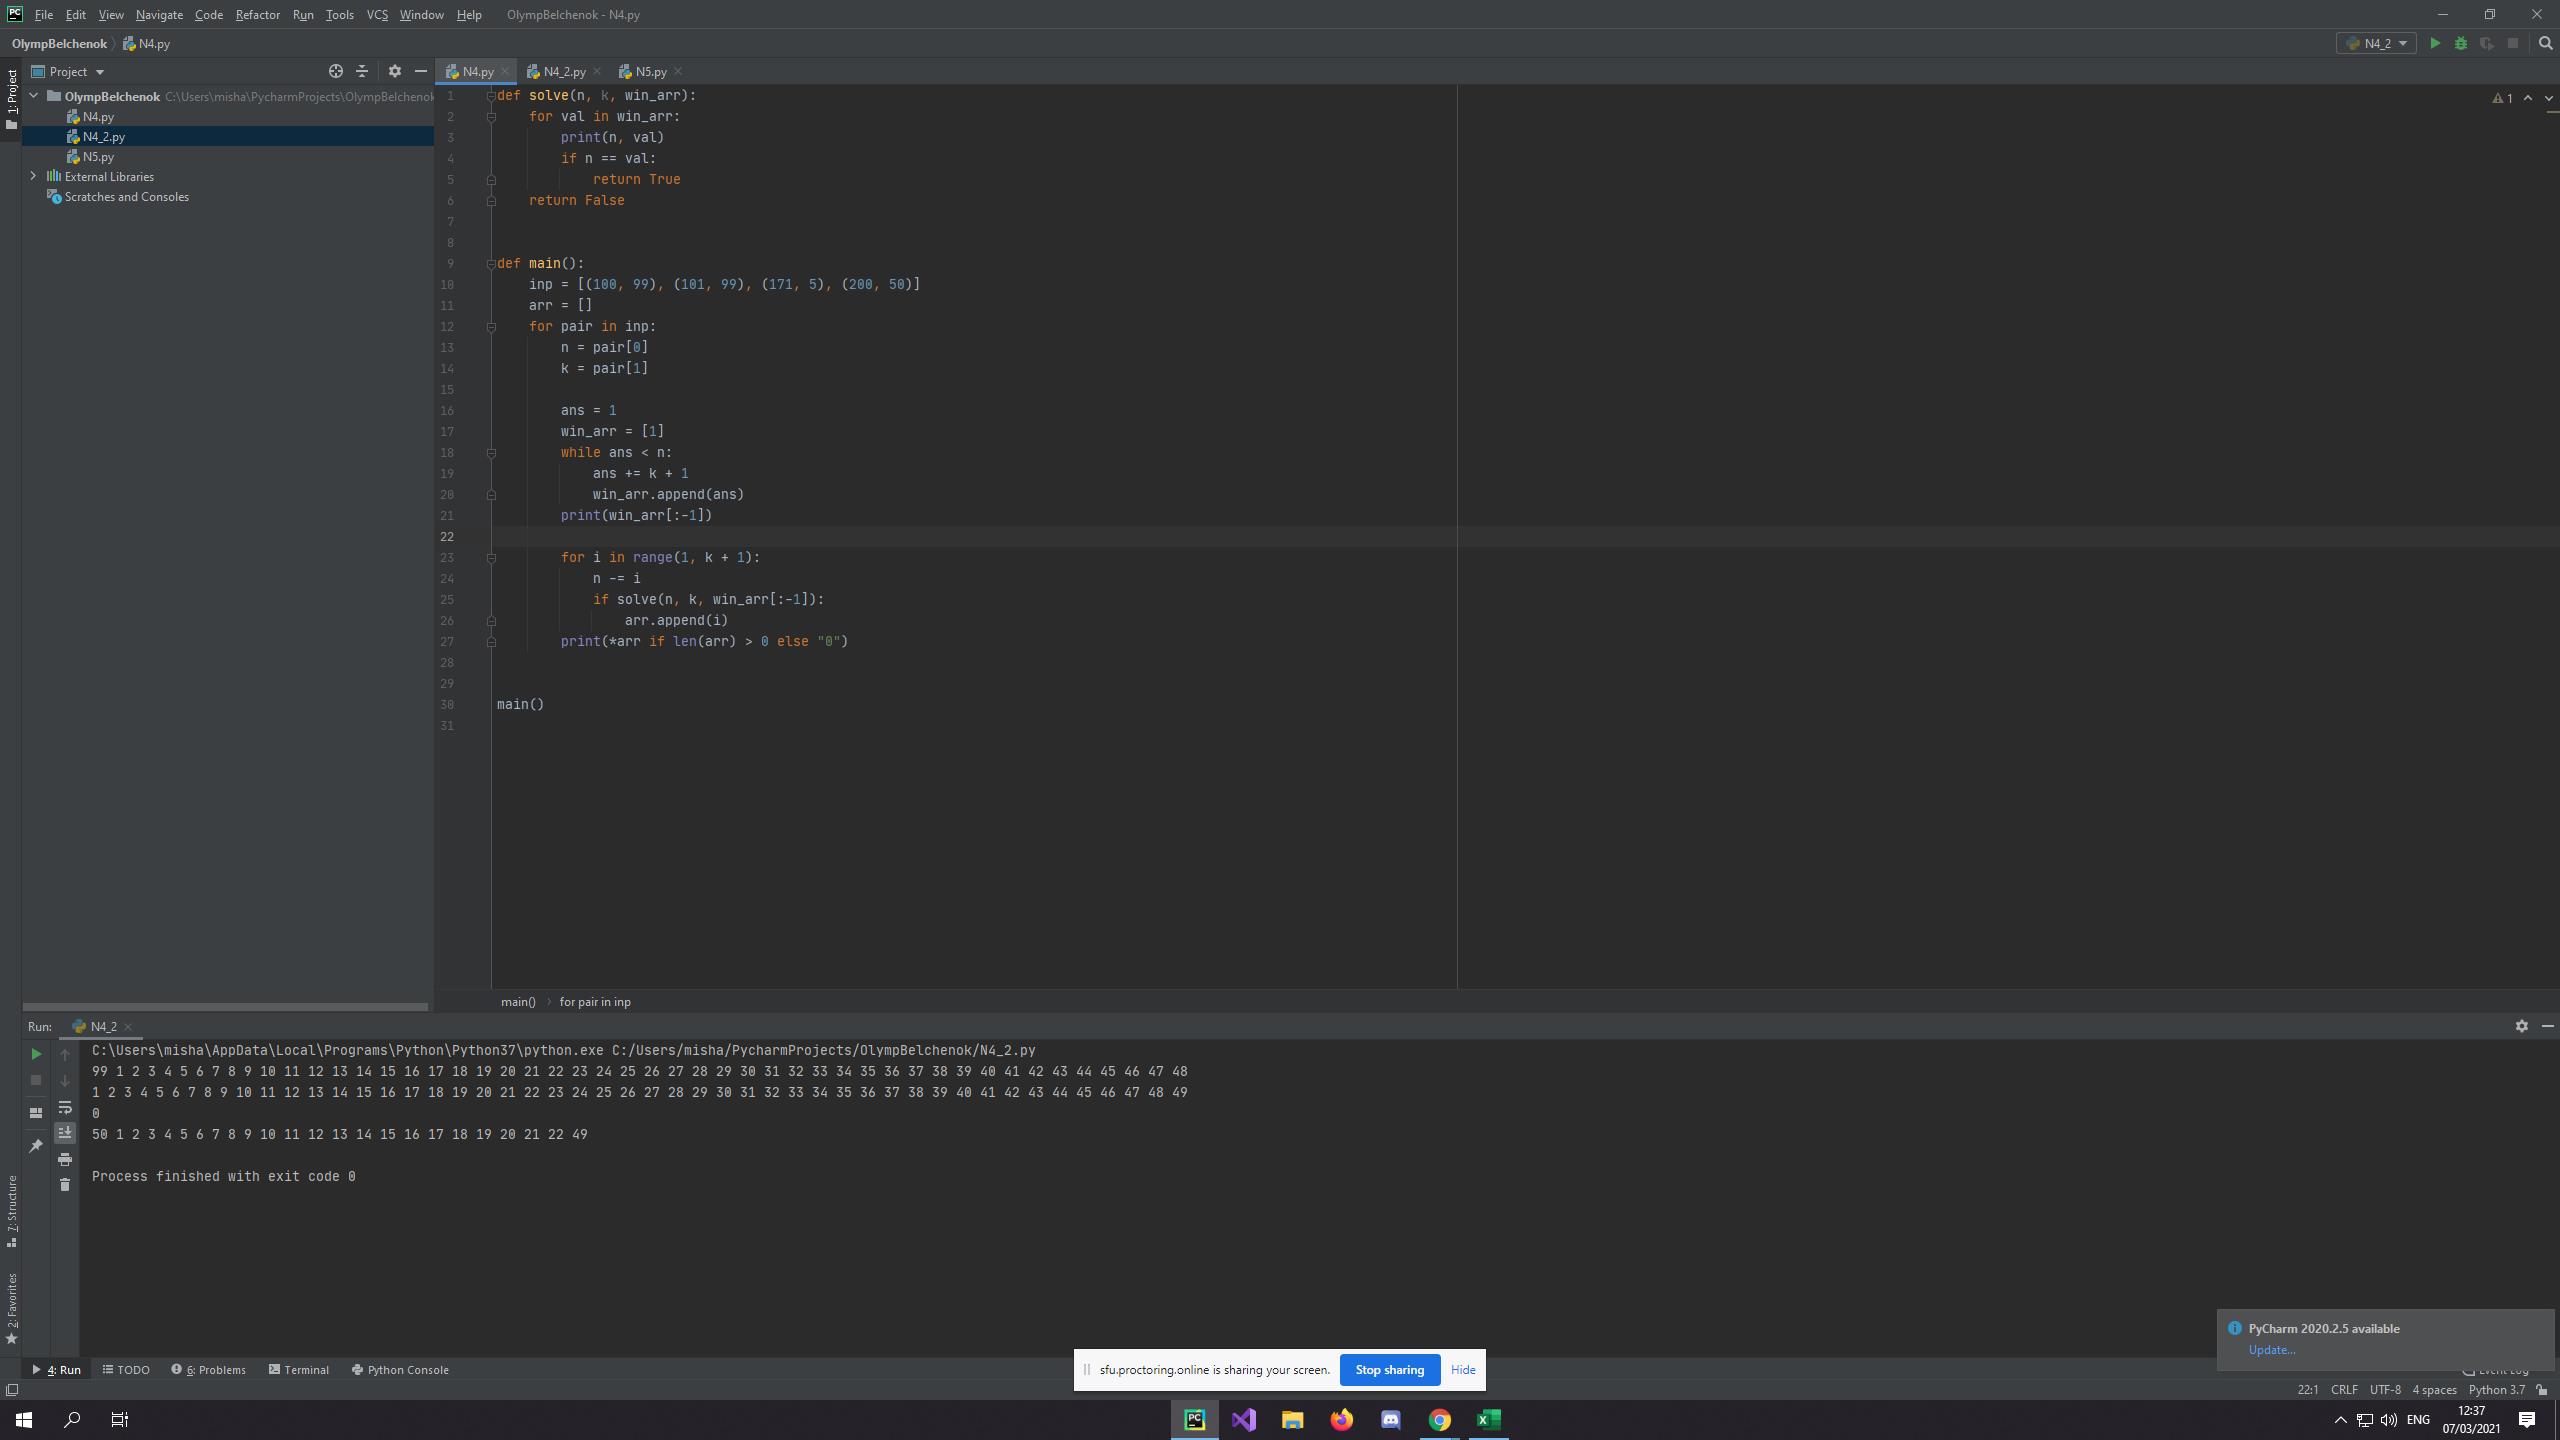 File Edit View Navigate Code Refactor Run Tools VCS Window Help OlympBelchenok - N4.py
OlympBelchenok N4.py
N4_2
Project
N4.py N4_2.py N5.py
1: Project
OlympBelchenok C:\Users\misha\PycharmProjects\OlympBelchenok
N4.py
N4_2.py
N5.py
External Libraries
Scratches and Consoles
1 def solve(n, k, win_arr):
2 for val in win_arr:
3 print(n, val)
4 if n == val:
5 return True
6 return False
7
8
9 def main():
10 inp = [(100, 99), (101, 99), (171, 5), (200, 50)]
11 arr = []
12 for pair in inp:
13 n = pair[0]
14 k = pair[1]
15
16 ans = 1
17 win_arr = [1]
18 while ans < n:
19 ans += k + 1
20 win_arr.append(ans)
21 print(win_arr[:-1])
22
23 for i in range(1, k + 1):
24 n -= i
25 if solve(n, k, win_arr[:-1]):
26 arr.append(i)
27 print(*arr if len(arr) > 0 else "0")
28
29
30 main()
31
1
main() for pair in inp
Run: N4_2
C:\Users\misha\AppData\Local\Programs\Python\Python37\python.exe C:/Users/misha/PycharmProjects/OlympBelchenok/N4_2.py
99 1 2 3 4 5 6 7 8 9 10 11 12 13 14 15 16 17 18 19 20 21 22 23 24 25 26 27 28 29 30 31 32 33 34 35 36 37 38 39 40 41 42 43 44 45 46 47 48
1 2 3 4 5 6 7 8 9 10 11 12 13 14 15 16 17 18 19 20 21 22 23 24 25 26 27 28 29 30 31 32 33 34 35 36 37 38 39 40 41 42 43 44 45 46 47 48 49
0
50 1 2 3 4 5 6 7 8 9 10 11 12 13 14 15 16 17 18 19 20 21 22 49
Process finished with exit code 0
7: Structure
2: Favorites
PyCharm 2020.2.5 available
Update...
4: Run TODO 6: Problems Terminal Python Console
Event Log
sfu.proctoring.online is sharing your screen. Stop sharing Hide
22:1 CRLF UTF-8 4 spaces Python 3.7
PC
ENG
12:37
07/03/2021